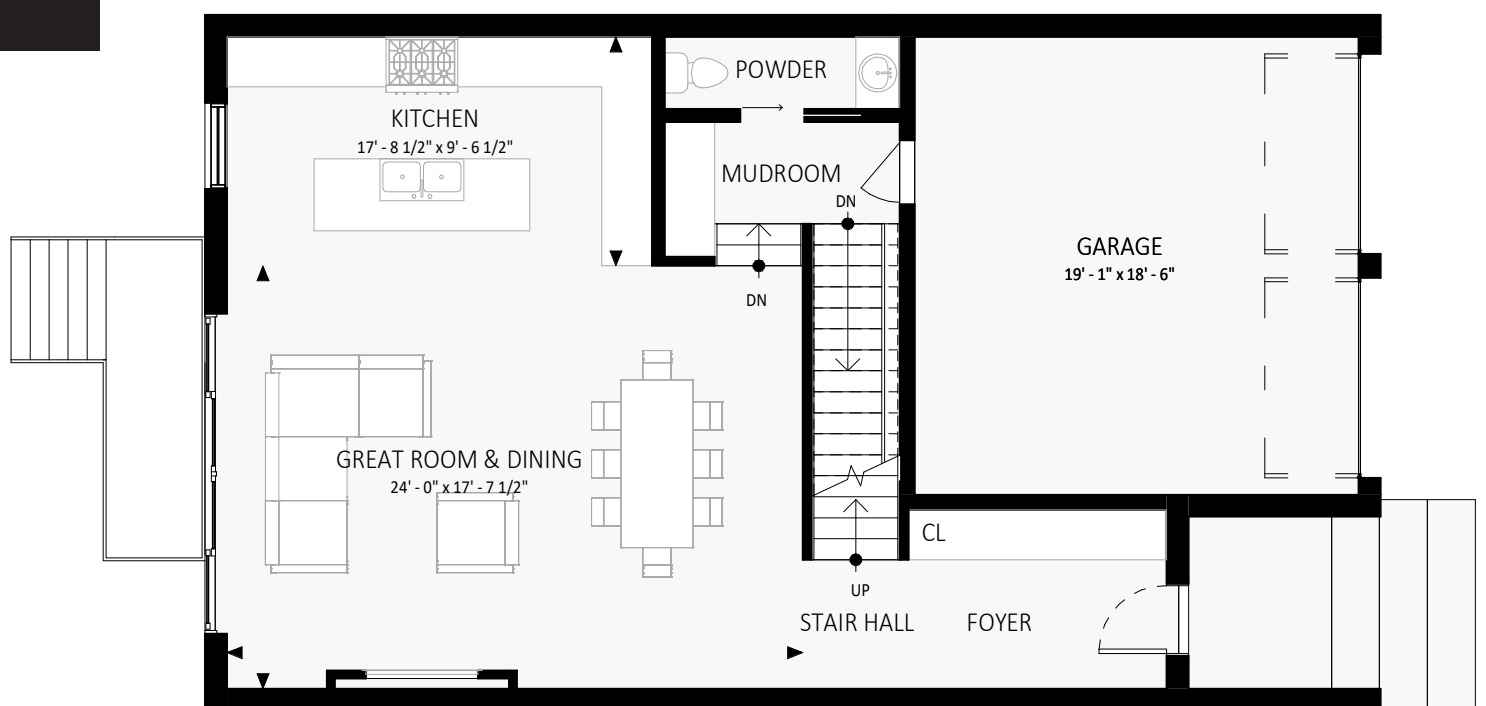 POWDER
KITCHEN
17' - 8 1/2" x 9' - 6 1/2"
MUDROOM
DN
GARAGE
19' - 1" x 18' - 6"
DN
GREAT ROOM & DINING
24' - 0" x 17' - 7 1/2"
CL
UP
STAIR HALL
FOYER